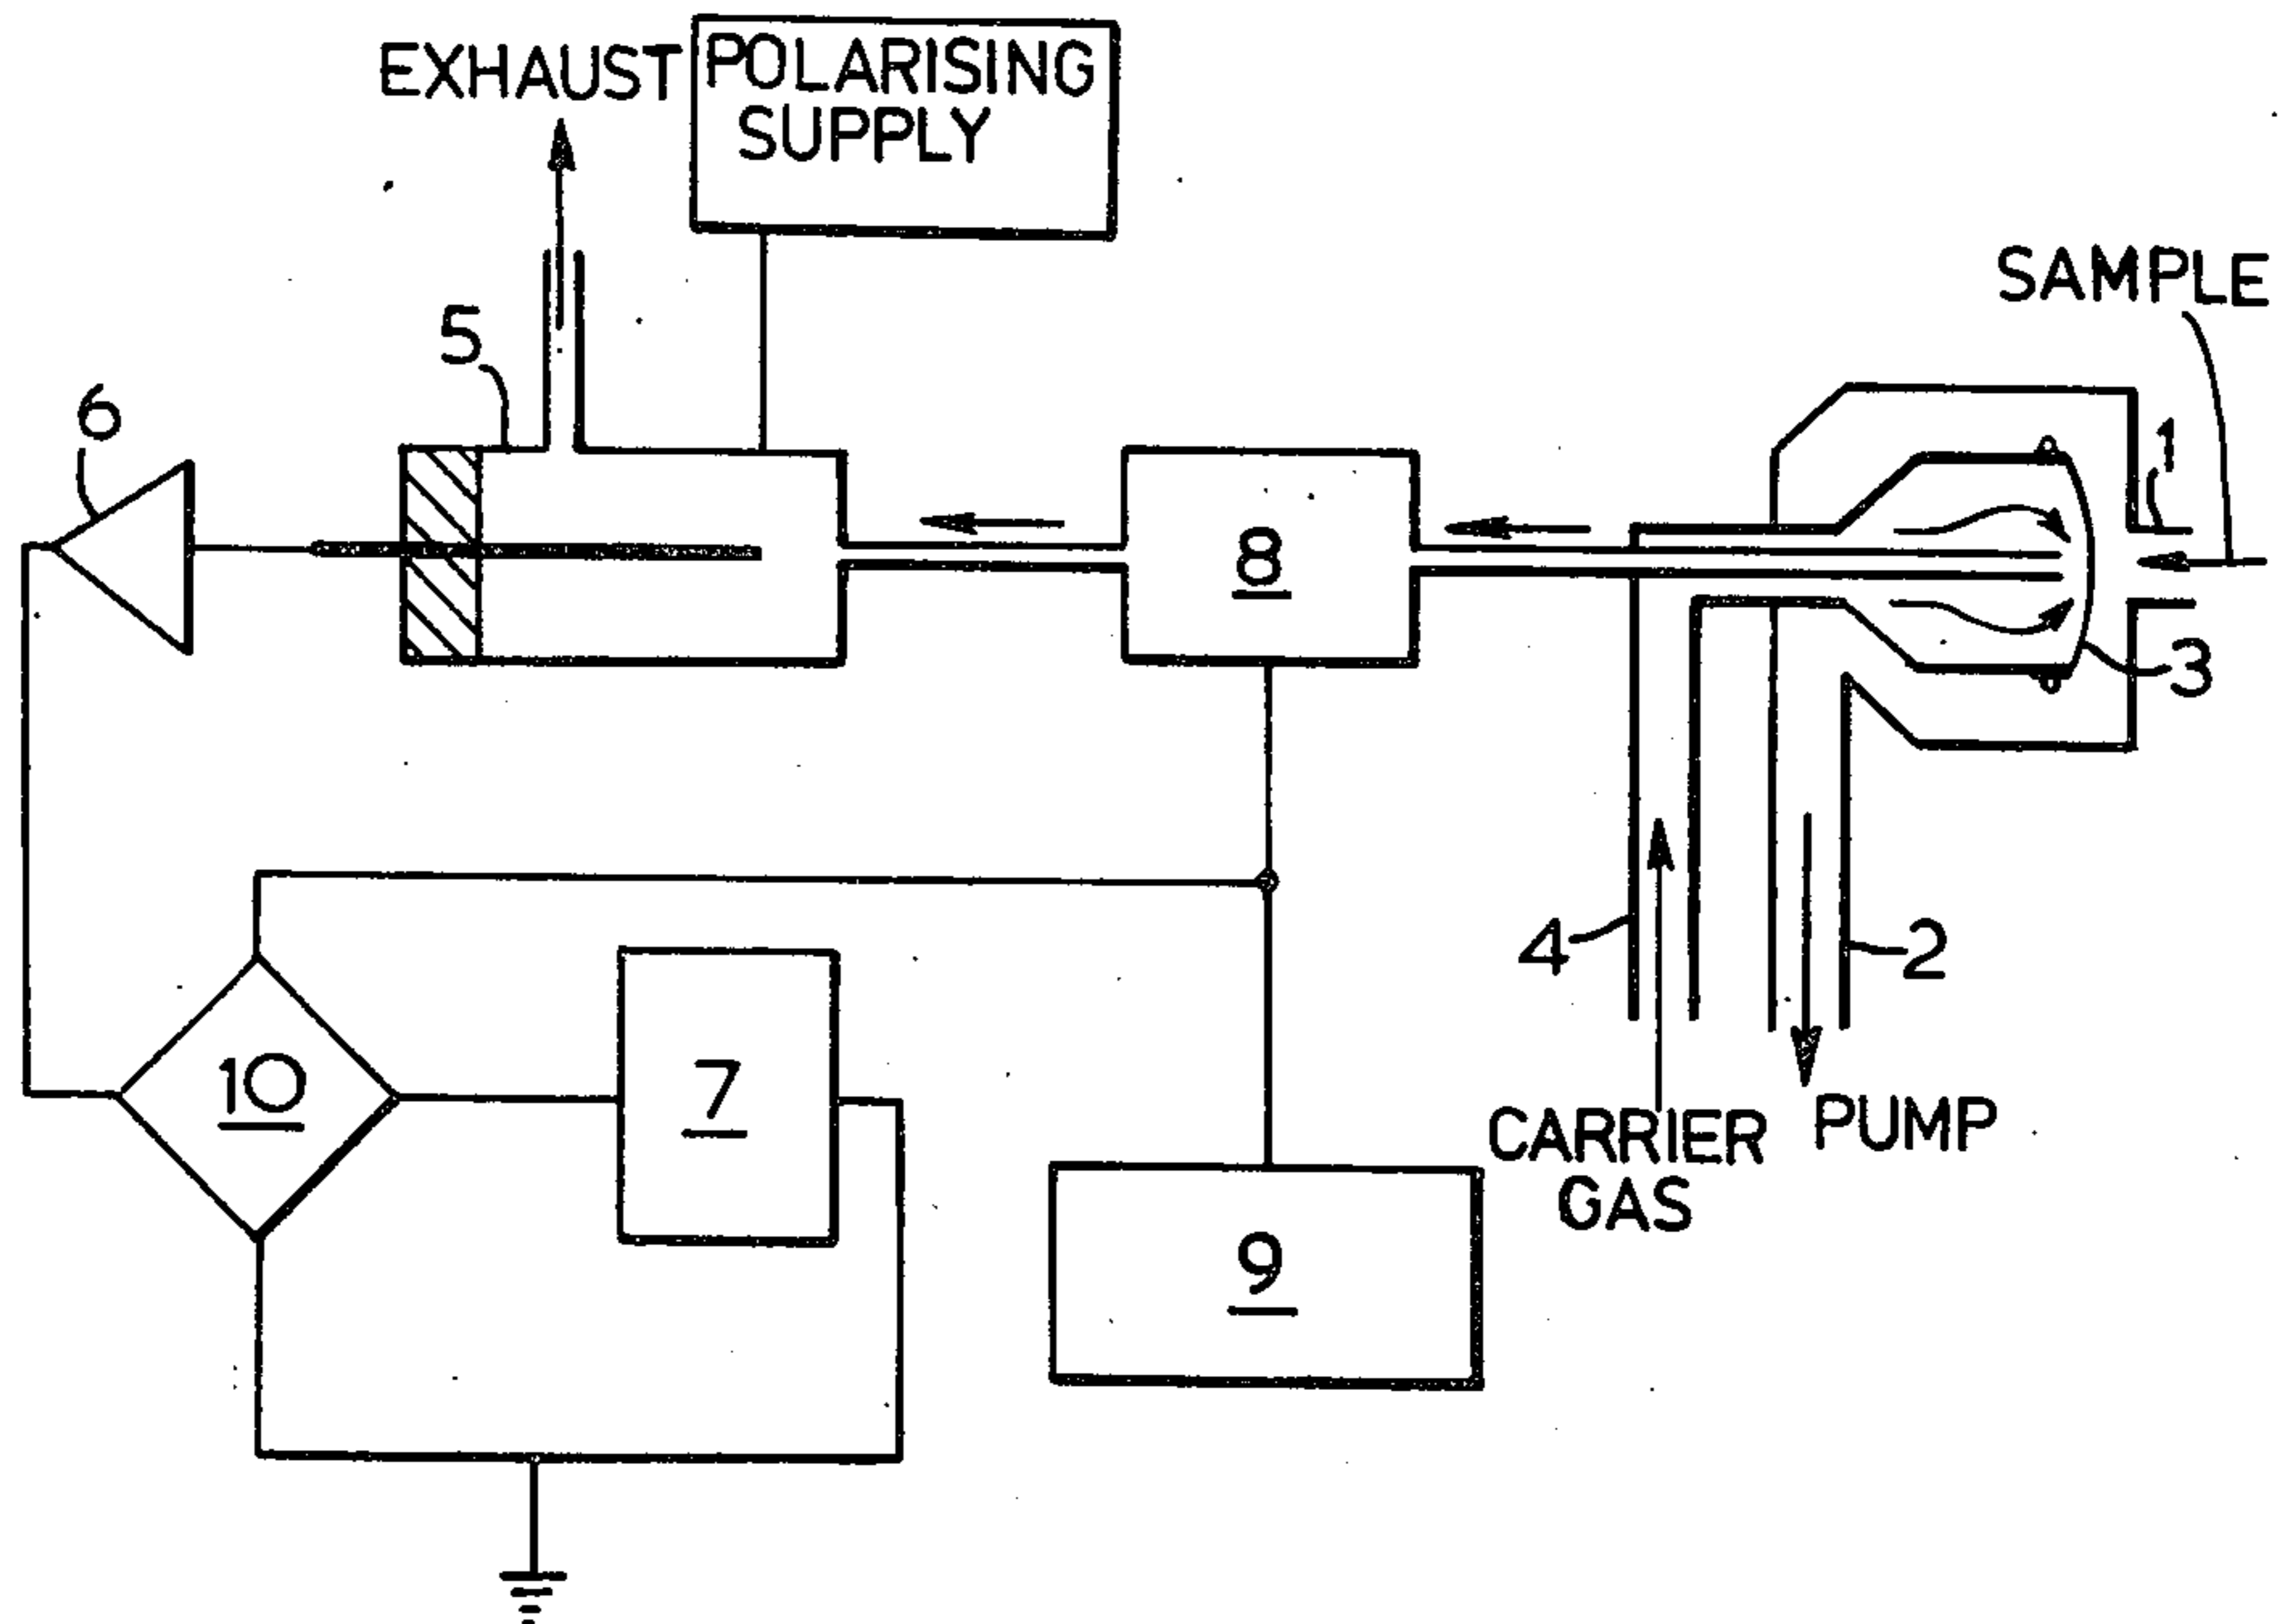 EXHAUST
POLARISING
SUPPLY
SAMPLE
5
6
1
8
3
4
2
10
7
CARRIER
GAS
PUMP
9